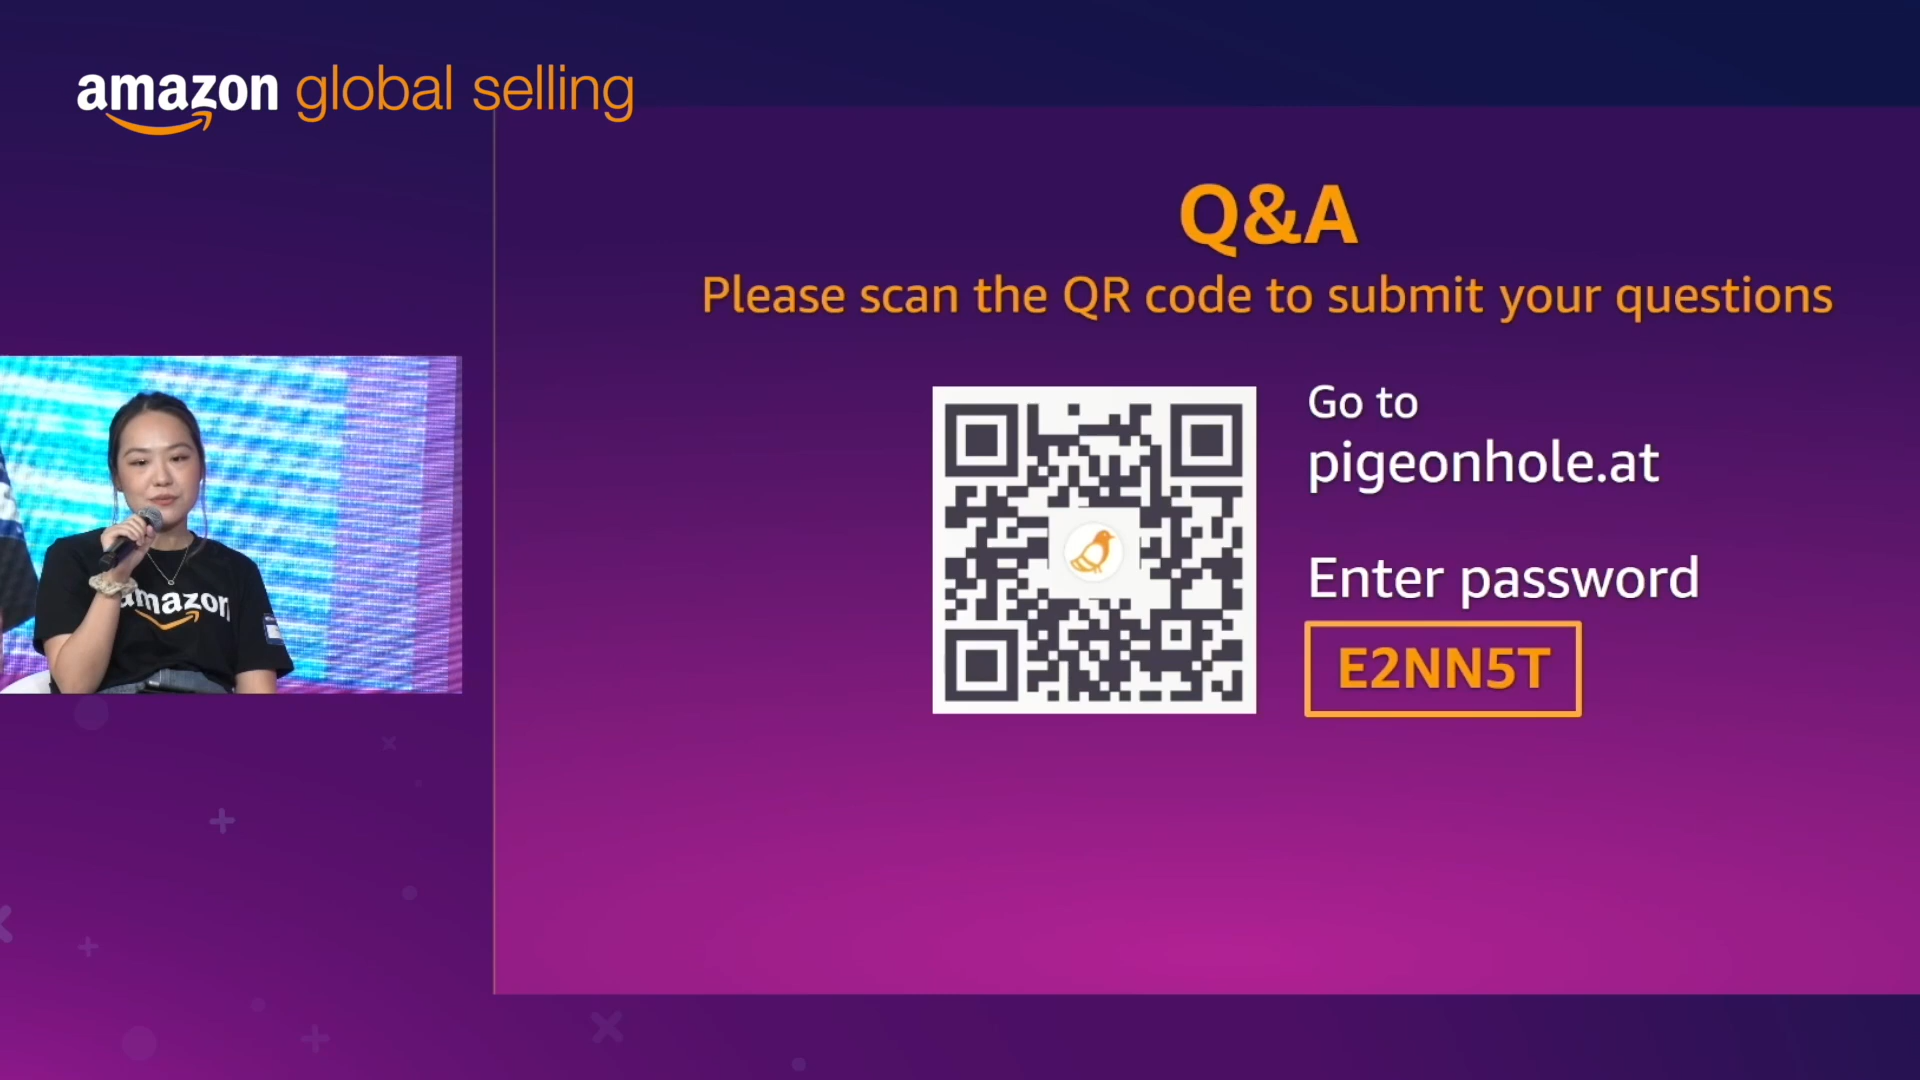 amazon global selling
Q&A
Please scan the QR code to submit your questions
Go to
pigeonhole.at
Enter password
E2NN5T
amazon